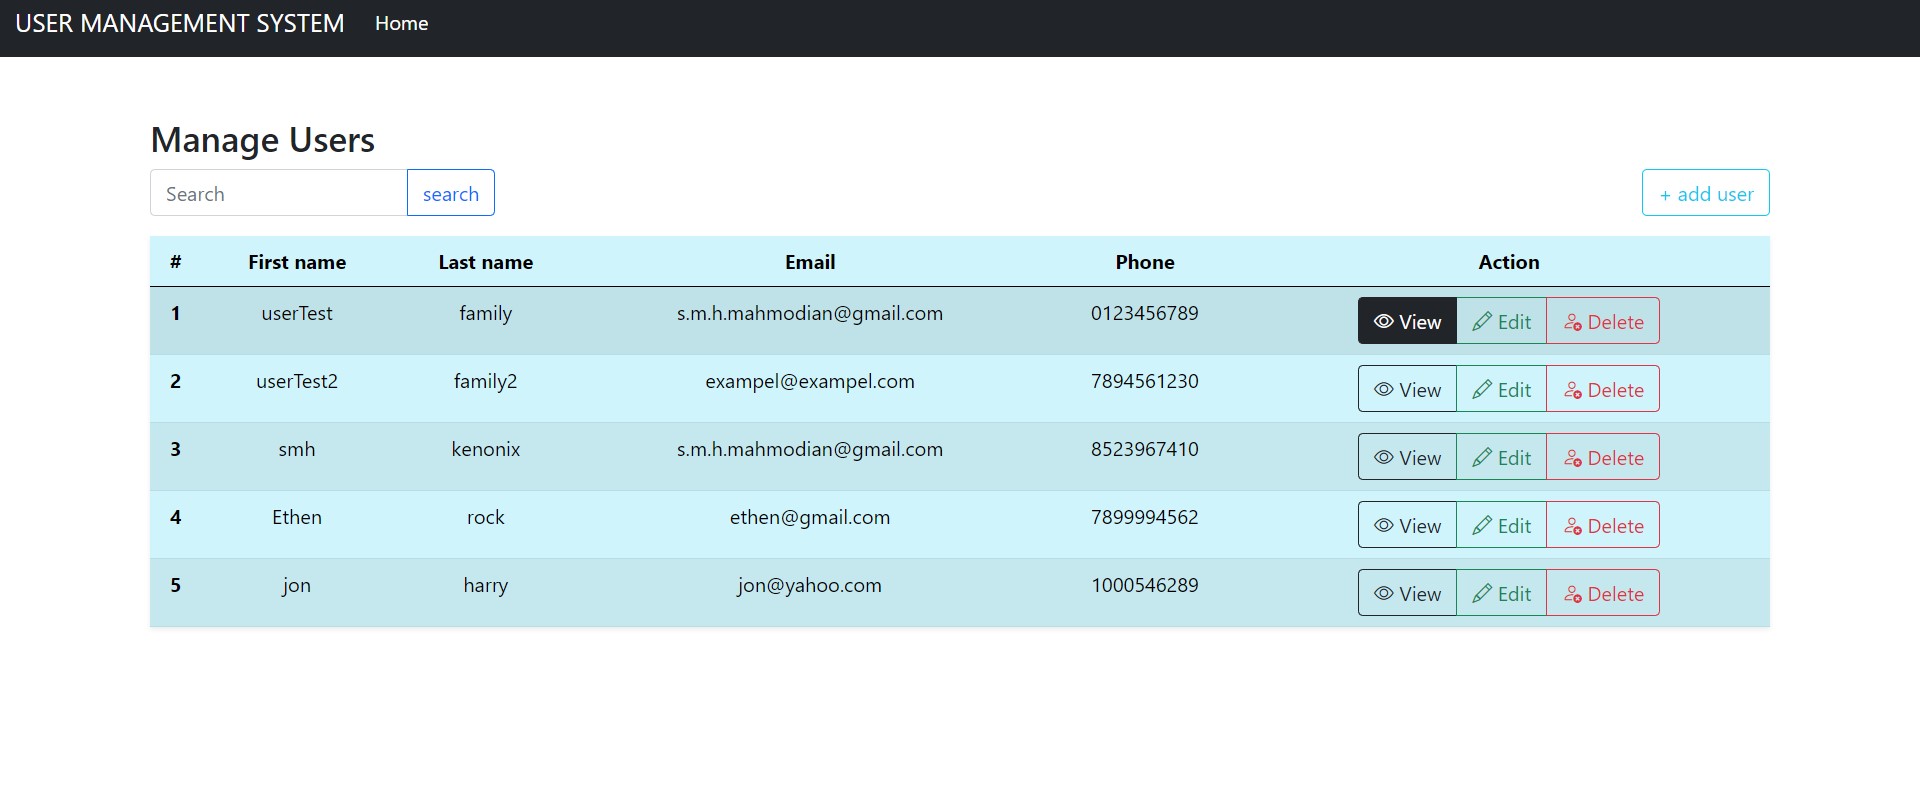 USER MANAGEMENT SYSTEM Home
Manage Users
Search search + add user
# First name Last name Email Phone Action
1 userTest family s.m.h.mahmodian@gmail.com 0123456789 View Edit Delete
2 userTest2 family2 exampel@exampel.com 7894561230 View Edit Delete
3 smh kenonix s.m.h.mahmodian@gmail.com 8523967410 View Edit Delete
4 Ethen rock ethen@gmail.com 7899994562 View Edit Delete
5 jon harry jon@yahoo.com 1000546289 View Edit Delete